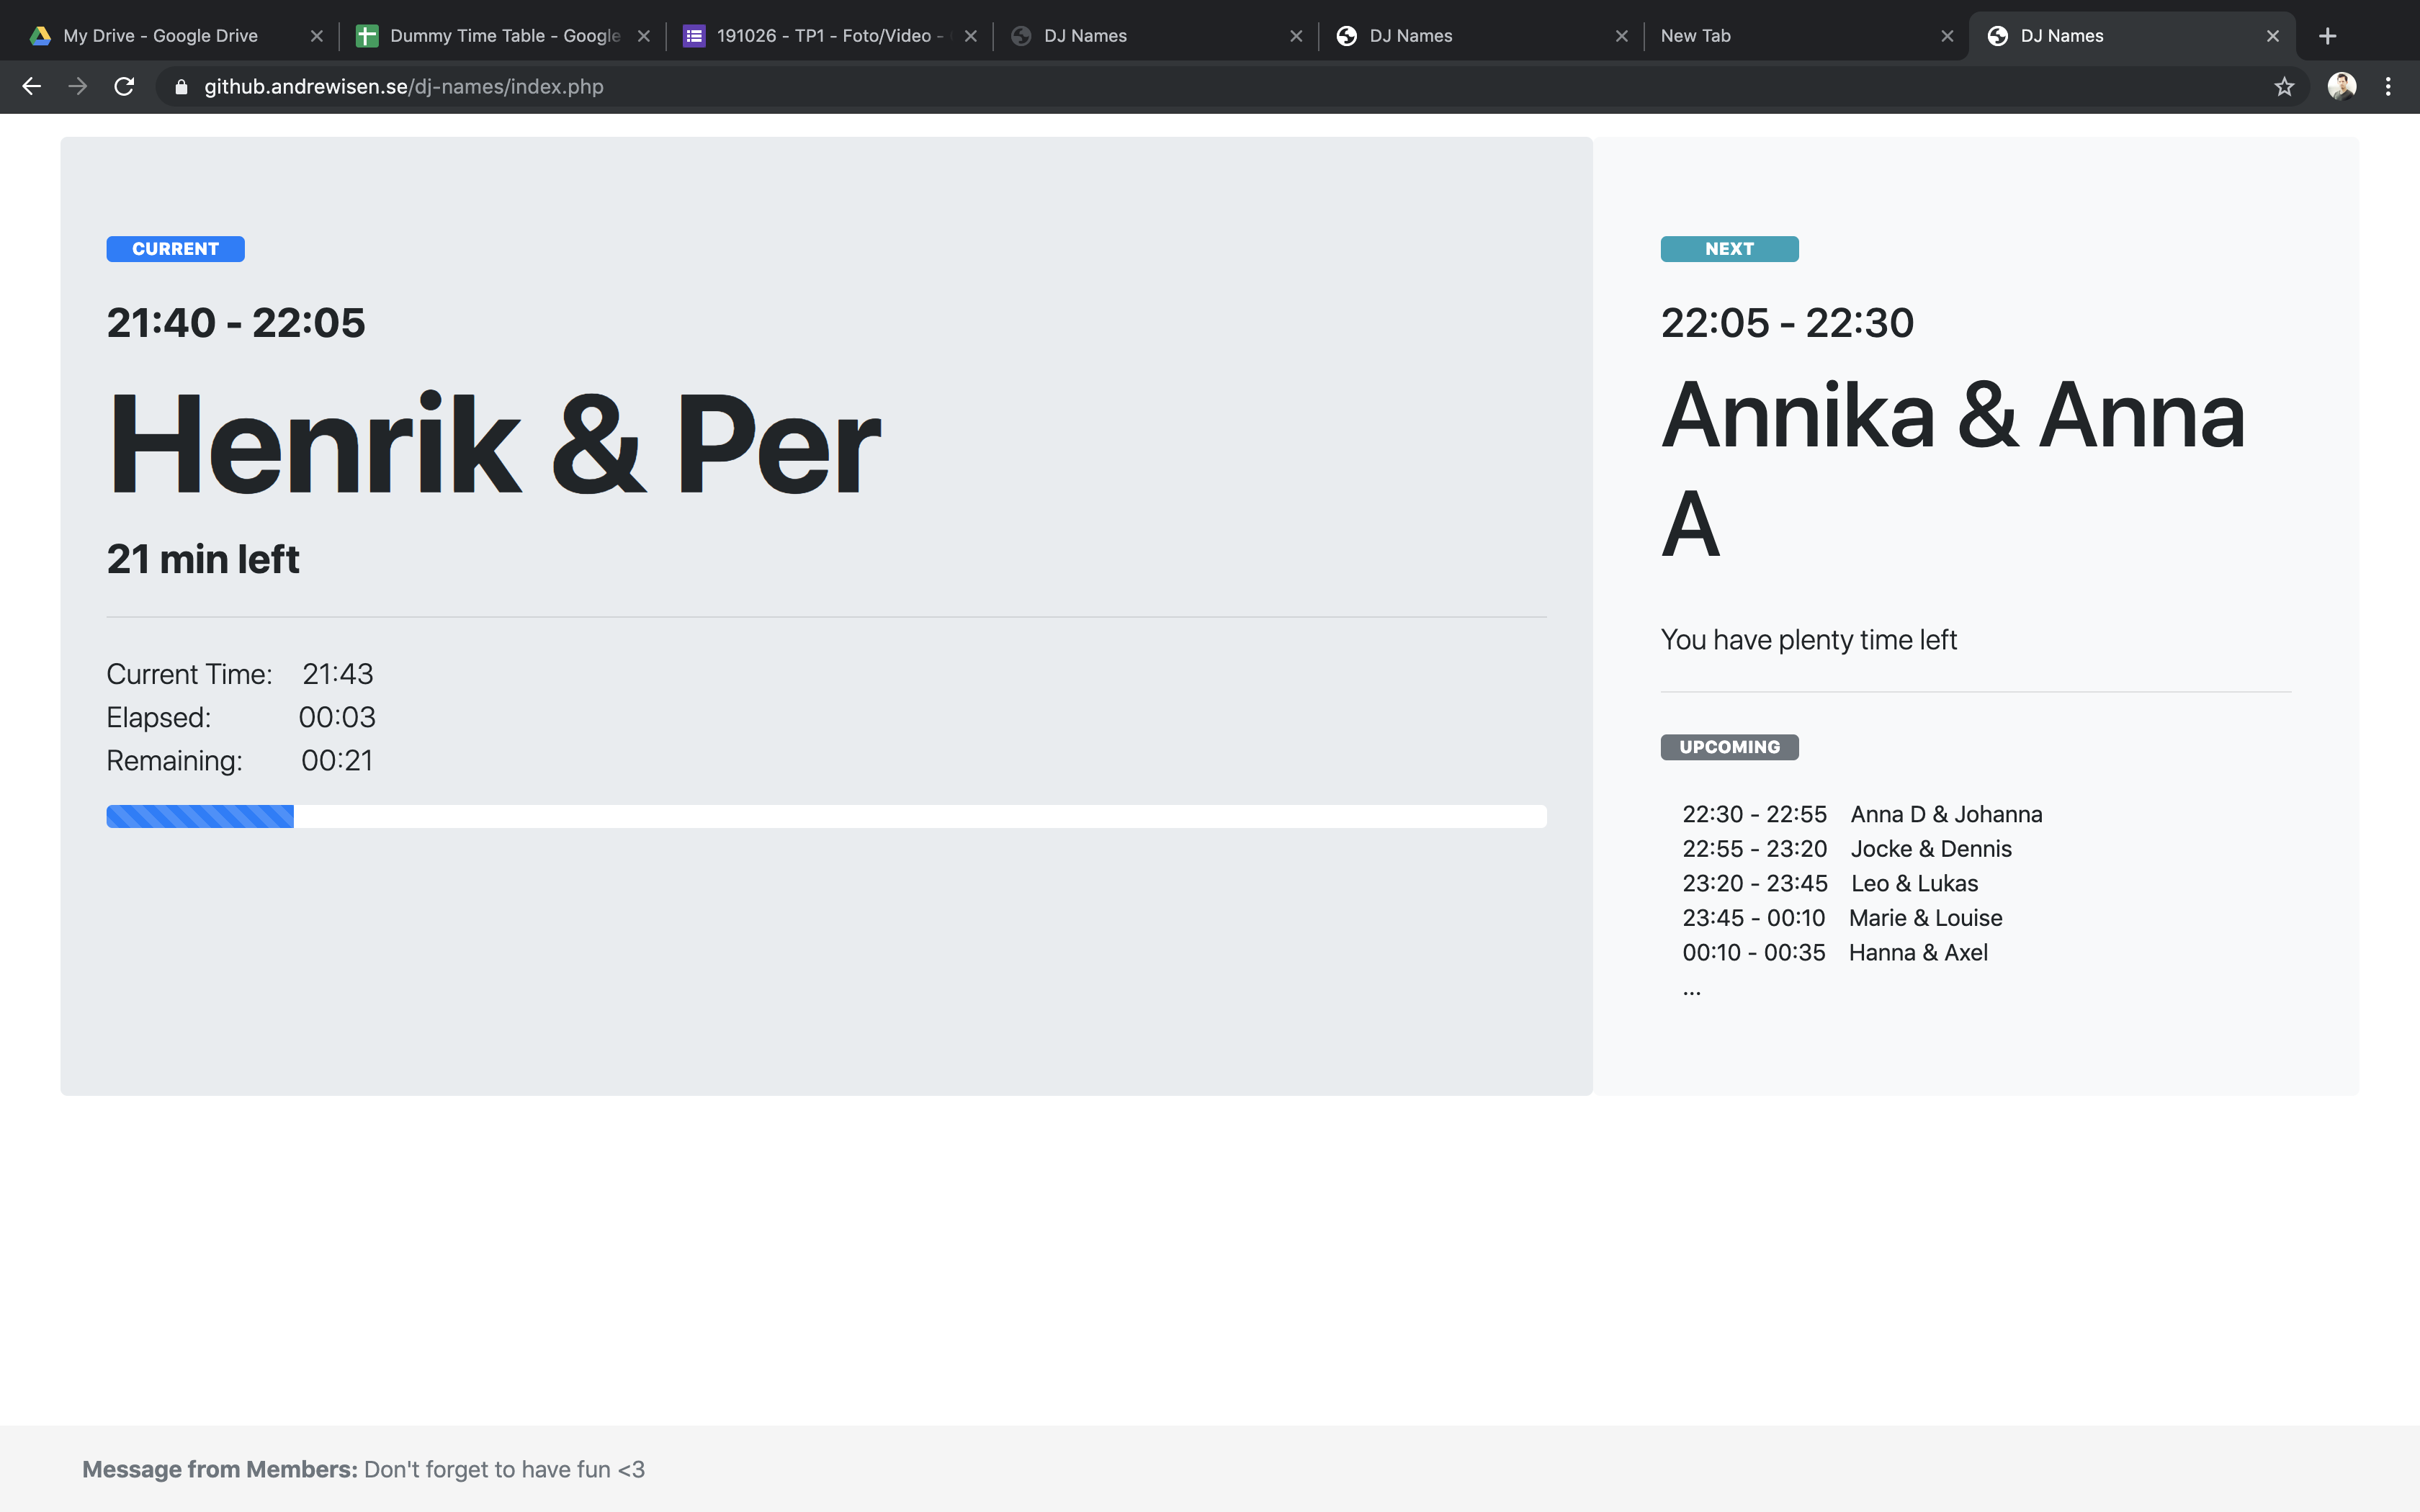 My Drive - Google Drive
Dummy Time Table - Google
191026 - TP1 - Foto/Video -
DJ Names
DJ Names
New Tab
DJ Names
github.andrewisen.se/dj-names/index.php
CURRENT
21:40 - 22:05
Henrik & Per
21 min left
Current Time: 21:43
Elapsed: 00:03
Remaining: 00:21
NEXT
22:05 - 22:30
Annika & Anna
A
You have plenty time left
UPCOMING
22:30 - 22:55 Anna D & Johanna
22:55 - 23:20 Jocke & Dennis
23:20 - 23:45 Leo & Lukas
23:45 - 00:10 Marie & Louise
00:10 - 00:35 Hanna & Axel
...
Message from Members: Don't forget to have fun <3